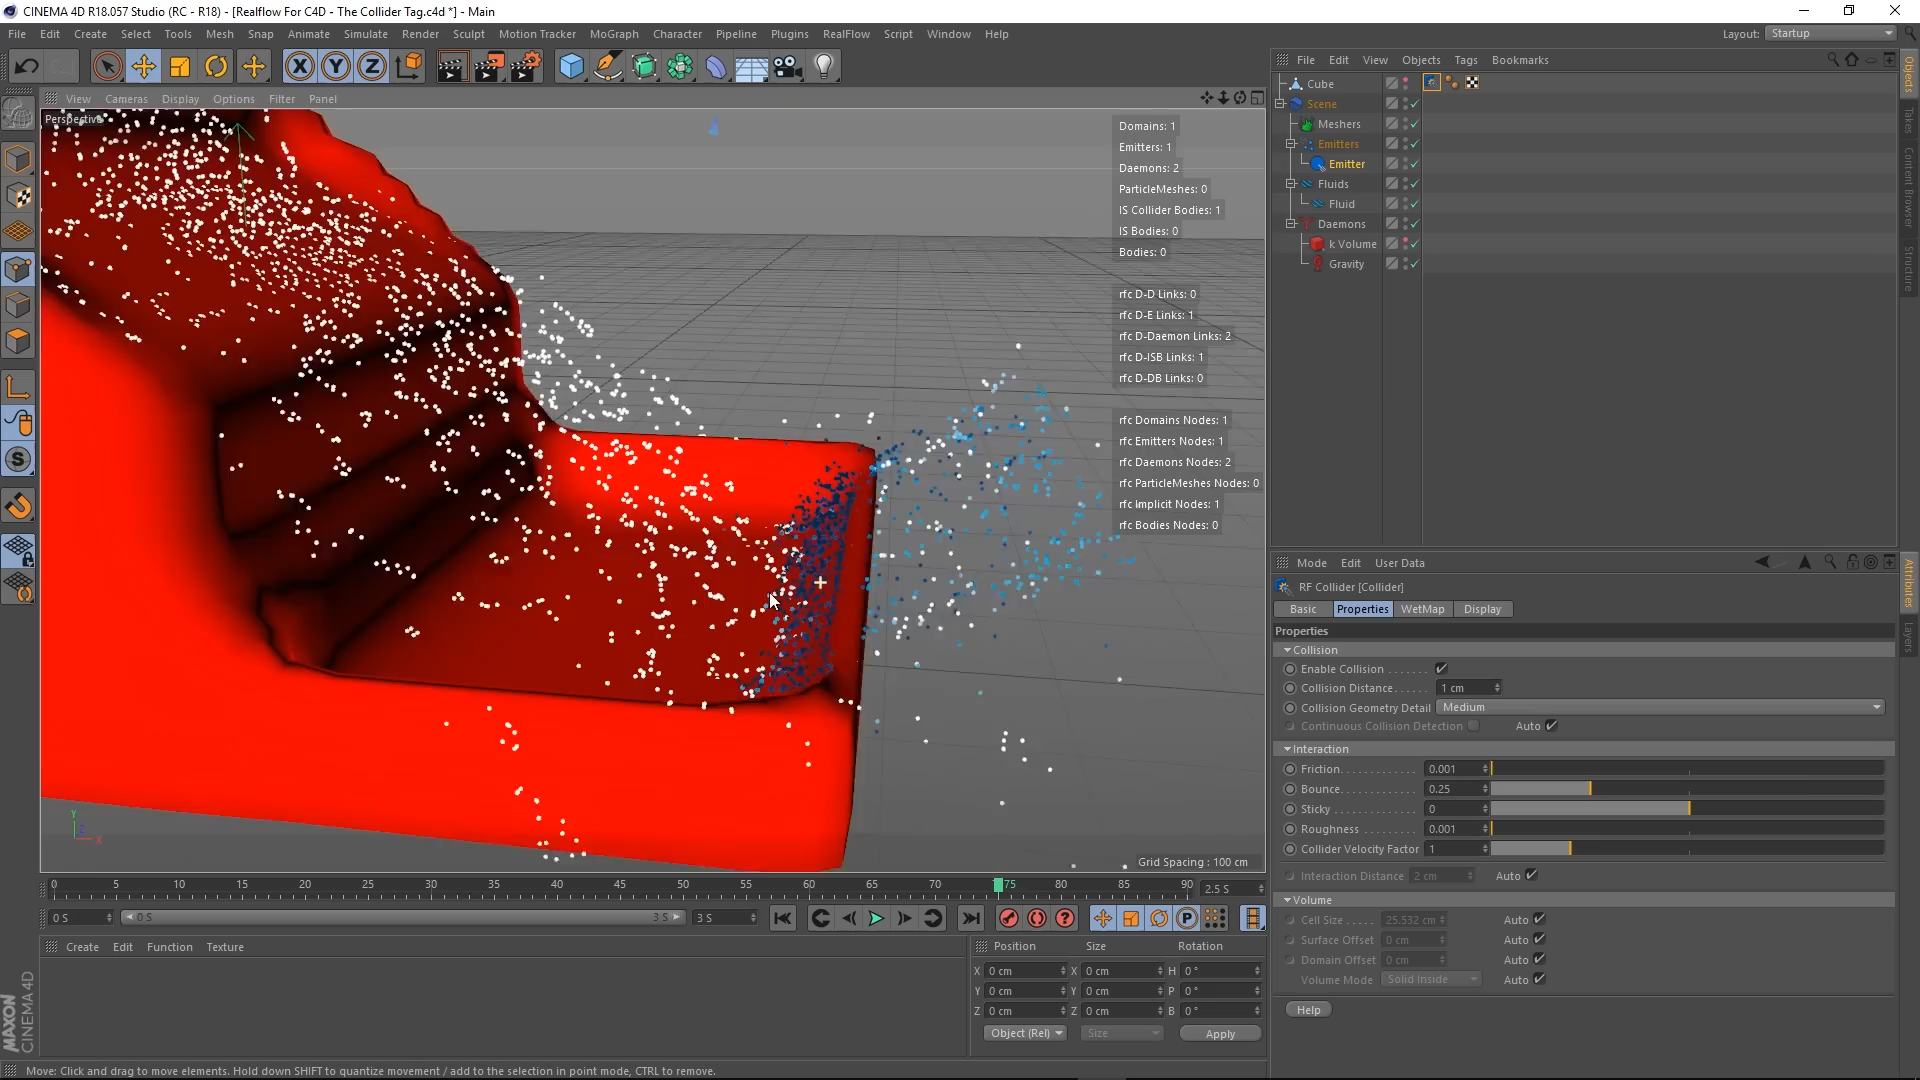 CINEMA 4D R18.057 Studio (RC - R18) - [Realflow For C4D - The Collider Tag.c4d *] - Main
File Edit Create Select Tools Mesh Snap Animate Simulate Render Sculpt Motion Tracker MoGraph Character Pipeline Plugins RealFlow Script Window Help
Layout: Startup
X Y Z
View Cameras Display Options Filter Panel
Perspective
Domains: 1
Emitters: 1
Daemons: 2
ParticleMeshes: 0
IS Collider Bodies: 1
IS Bodies: 0
Bodies: 0
rfc D-D Links: 0
rfc D-E Links: 1
rfc D-Daemon Links: 2
rfc D-ISB Links: 1
rfc D-DB Links: 0
rfc Domains Nodes: 1
rfc Emitters Nodes: 1
rfc Daemons Nodes: 2
rfc ParticleMeshes Nodes: 0
rfc Implicit Nodes: 1
rfc Bodies Nodes: 0
Y
Z
X
Grid Spacing : 100 cm
S
0 5 10 15 20 25 30 35 40 45 50 55 60 65 70 75 80 85 90
2.5 S
0 S
0 S
3 S
3 S
P
Create Edit Function Texture
Position Size Rotation
X 0 cm X 0 cm H 0 °
Y 0 cm Y 0 cm P 0 °
Z 0 cm Z 0 cm B 0 °
Object (Rel) Size Apply
MAXON
CINEMA 4D
Move: Click and drag to move elements. Hold down SHIFT to quantize movement / add to the selection in point mode, CTRL to remove.
File Edit View Objects Tags Bookmarks
Cube
Scene
Meshers
Emitters
Emitter
Fluids
Fluid
Daemons
k Volume
Gravity
Objects
Takes
Content Browser
Structure
Mode Edit User Data
RF Collider [Collider]
Basic Properties WetMap Display
Properties
Collision
Enable Collision
Collision Distance 1 cm
Collision Geometry Detail Medium
Continuous Collision Detection Auto
Interaction
Friction 0.001
Bounce 0.25
Sticky 0
Roughness 0.001
Collider Velocity Factor 1
Interaction Distance 2 cm Auto
Volume
Cell Size 25.532 cm Auto
Surface Offset 0 cm Auto
Domain Offset 0 cm Auto
Volume Mode Solid Inside Auto
Help
Attributes
Layers